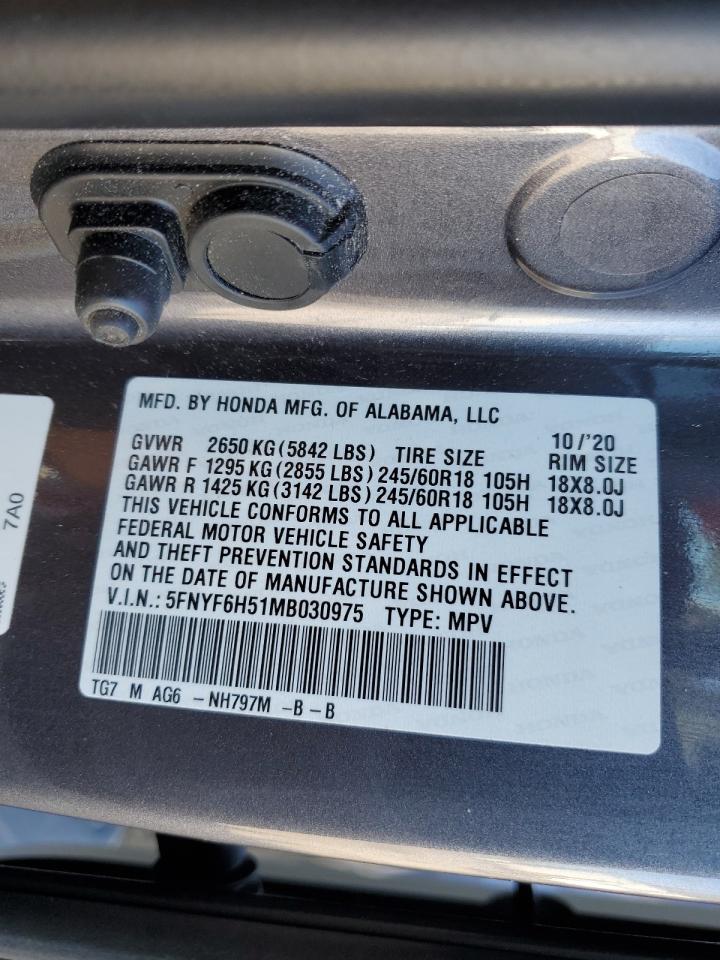 MFD. BY HONDA MFG. OF ALABAMA, LLC
10/'20
GVWR 2650 KG (5842 LBS) TIRE SIZE RIM SIZE
GAWR F 1295 KG (2855 LBS) 245/60R18 105H 18X8.0J
GAWR R 1425 KG (3142 LBS) 245/60R18 105H 18X8.0J
THIS VEHICLE CONFORMS TO ALL APPLICABLE
FEDERAL MOTOR VEHICLE SAFETY
AND THEFT PREVENTION STANDARDS IN EFFECT
ON THE DATE OF MANUFACTURE SHOWN ABOVE.
V.I.N.: 5FNYF6H51MB030975 TYPE: MPV
TG7 M AG6 -NH797M -B-B
7A0